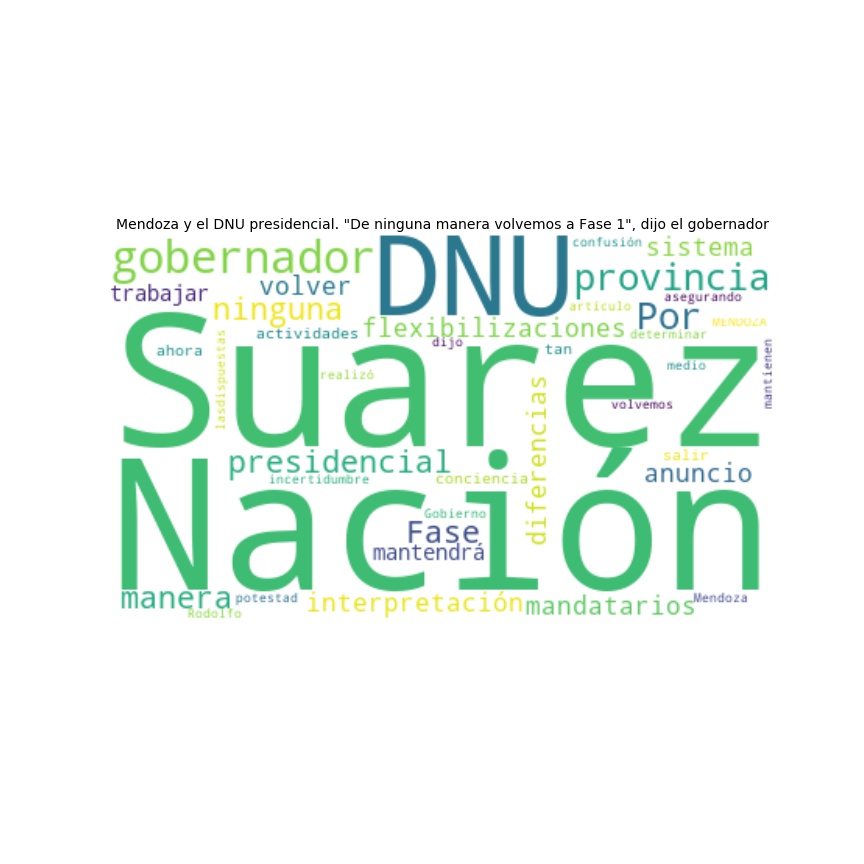 Mendoza y el DNU presidencial. "De ninguna manera volvemos a Fase 1", dijo el gobernador
gobernador
DNU
confusión
sistema
volver
provincia
trabajar
ninguna
asegurando
artículo
Por
MENDOZA
actividades
flexibilizaciones
determinar
dijo
Suarez
ahora
lasdispuestas
tan
mantienen
realizó
medio
diferencias
volvemos
presidencial
salir
anuncio
incertidumbre
conciencia
Nación
Gobierno
Fase
mantendrá
manera
potestad
Rodolfo
interpretación
mandatarios
Mendoza